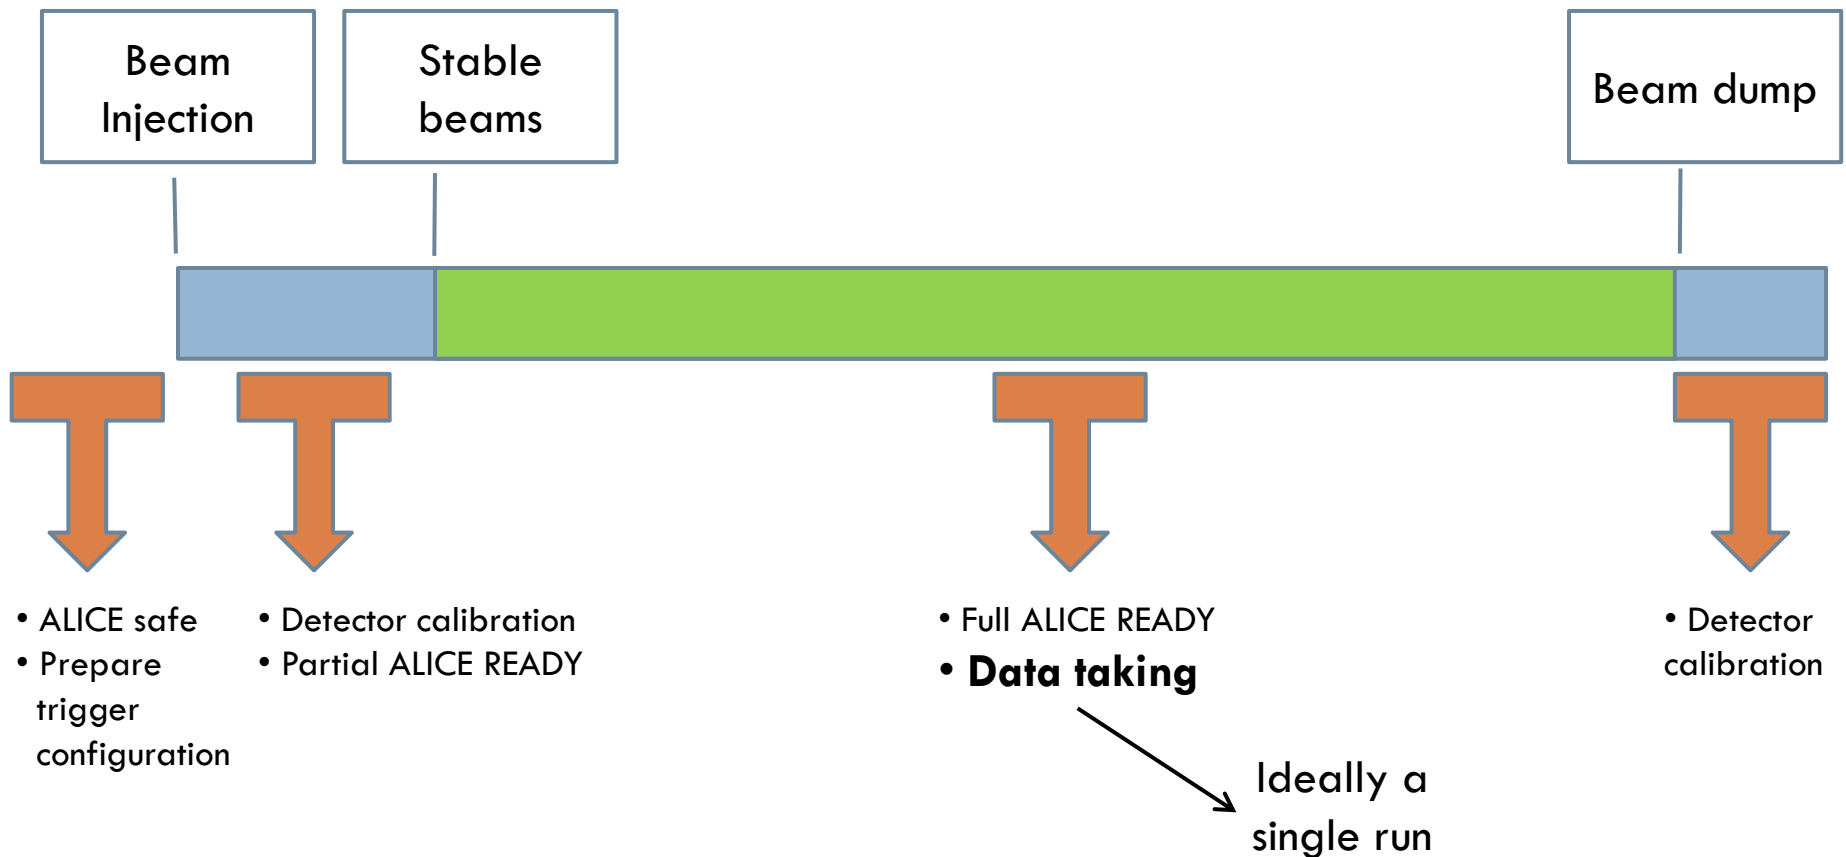 Beam
Injection
Stable
beams
Beam dump
• ALICE safe
• Prepare
trigger
configuration
• Detector calibration
• Partial ALICE READY
• Full ALICE READY
• Data taking
Ideally a
single run
• Detector
calibration